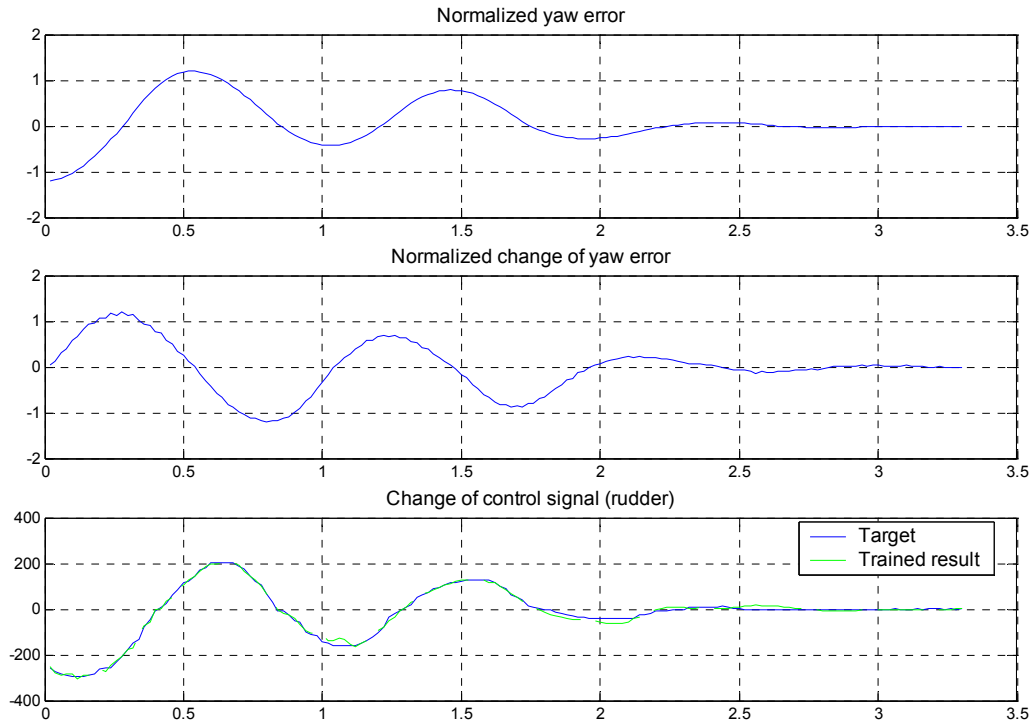 Normalized yaw error
2
1
0
-1
-2
0 0.5 1 1.5 2 2.5 3 3.5
Normalized change of yaw error
2
1
0
-1
-2
0 0.5 1 1.5 2 2.5 3 3.5
Change of control signal (rudder)
400
Target
Trained result
200
0
-200
-400
0 0.5 1 1.5 2 2.5 3 3.5